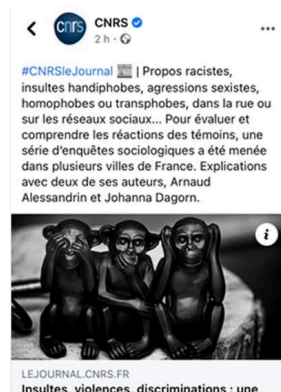 cnrs
CNRS
2 h
#CNRSleJournal 📰 | Propos racistes,
insultes handiphobes, agressions sexistes,
homophobes ou transphobes, dans la rue ou
sur les réseaux sociaux... Pour évaluer et
comprendre les réactions des témoins, une
série d'enquêtes sociologiques a été menée
dans plusieurs villes de France. Explications
avec deux de ses auteurs, Arnaud
Alessandrin et Johanna Dagorn.
i
LEJOURNAL.CNRS.FR
Insultes, violences, discriminations : une